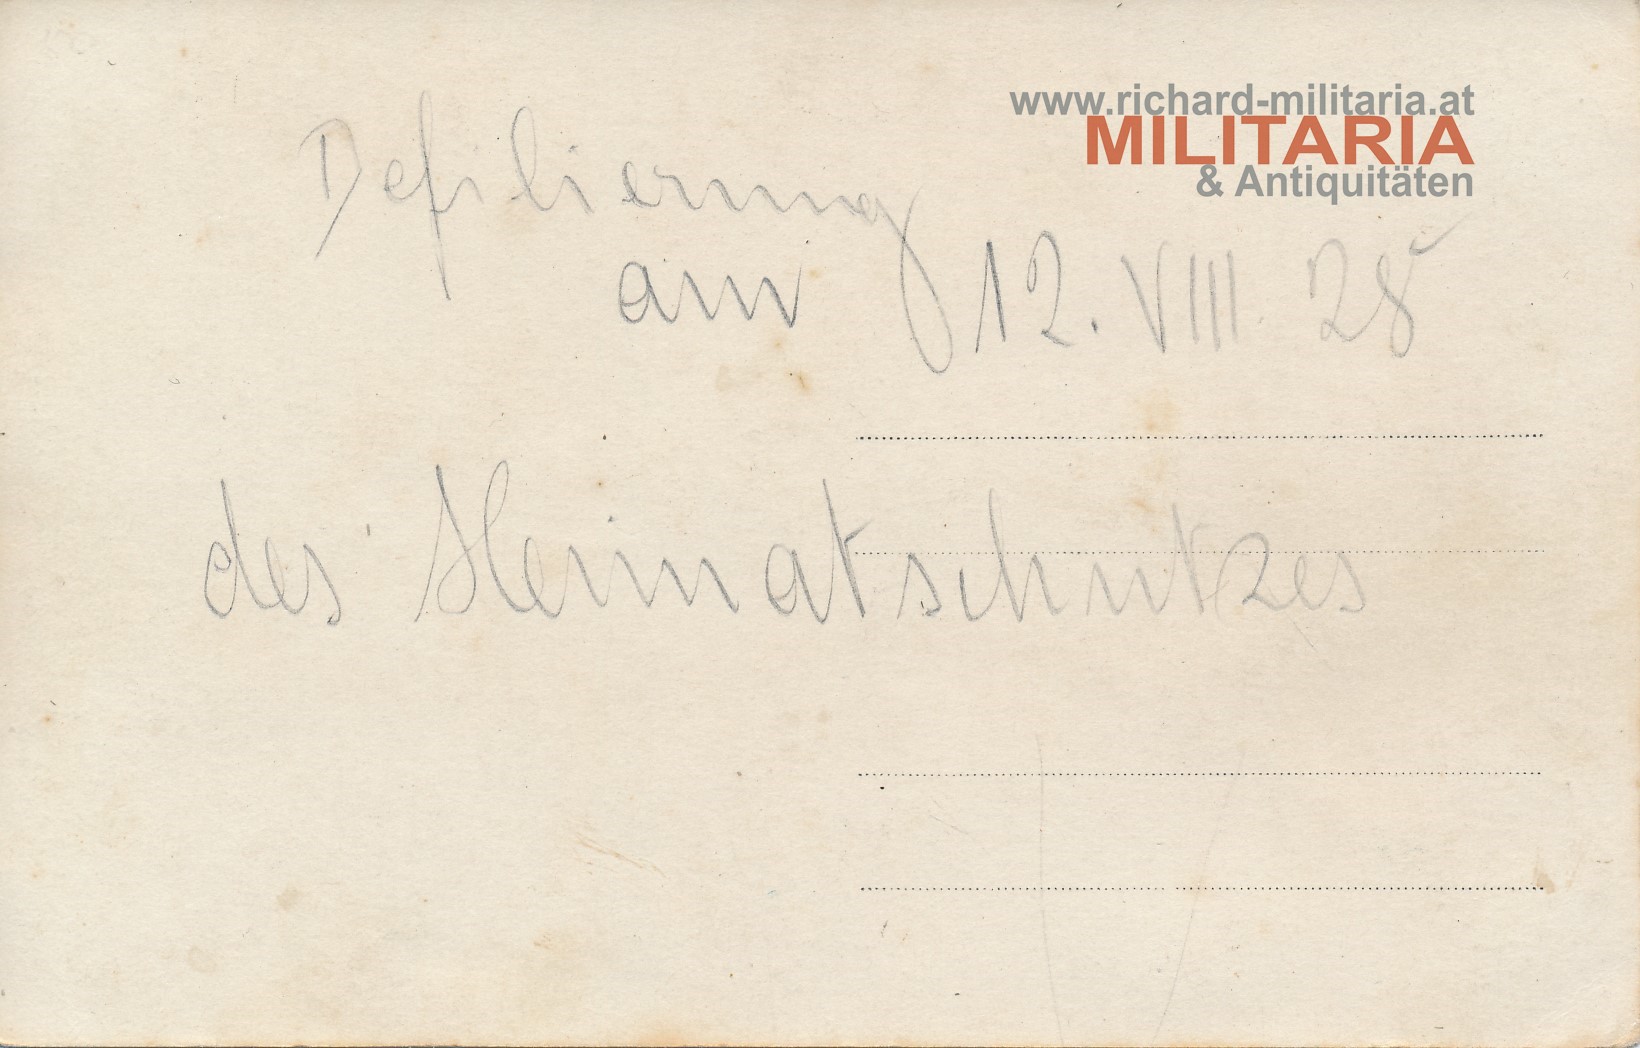 www.richard-militaria.at
MILITARIA
& Antiquitäten
Defilierung
am 12. VIII. 28
des Heimatschutzes